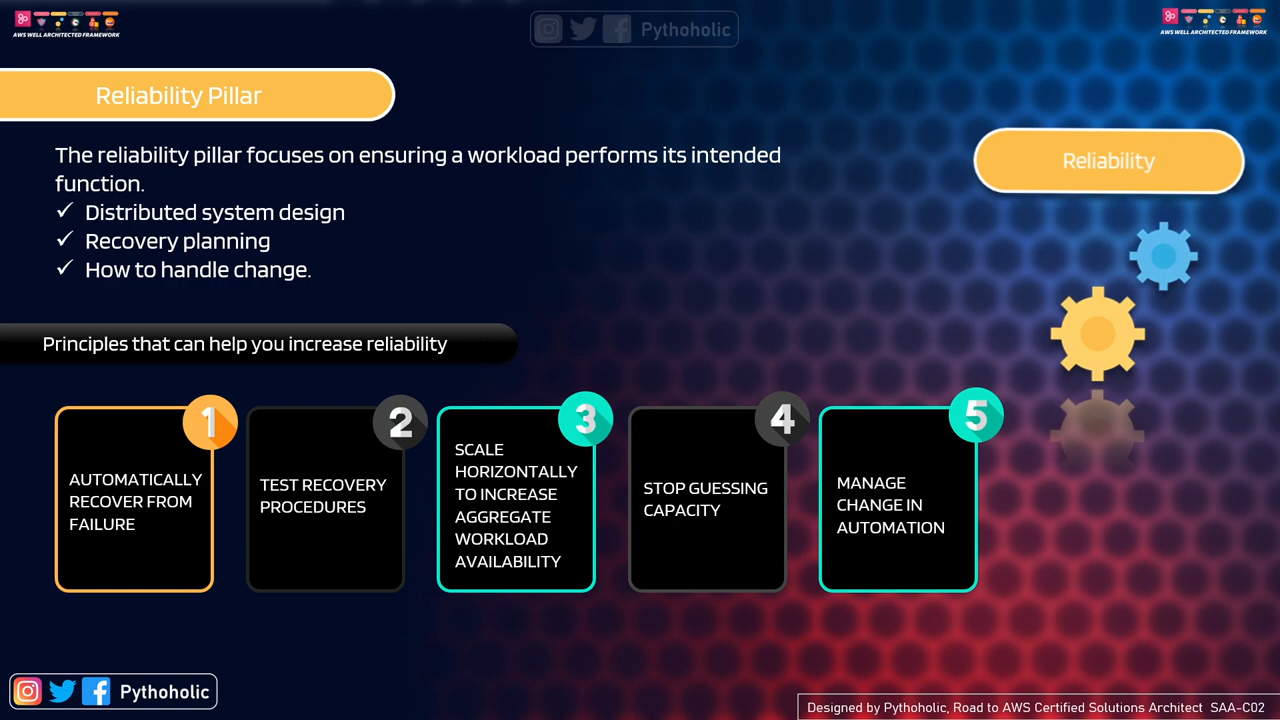 AWS WELL ARCHITECTED FRAMEWORK
Pythoholic
AWS WELL ARCHITECTED FRAMEWORK
Reliability Pillar
The reliability pillar focuses on ensuring a workload performs its intended
function.
✓ Distributed system design
✓ Recovery planning
✓ How to handle change.
Reliability
Principles that can help you increase reliability
1
AUTOMATICALLY
RECOVER FROM
FAILURE
2
TEST RECOVERY
PROCEDURES
3
SCALE
HORIZONTALLY
TO INCREASE
AGGREGATE
WORKLOAD
AVAILABILITY
4
STOP GUESSING
CAPACITY
5
MANAGE
CHANGE IN
AUTOMATION
Pythoholic
Designed by Pythoholic, Road to AWS Certified Solutions Architect SAA-C02